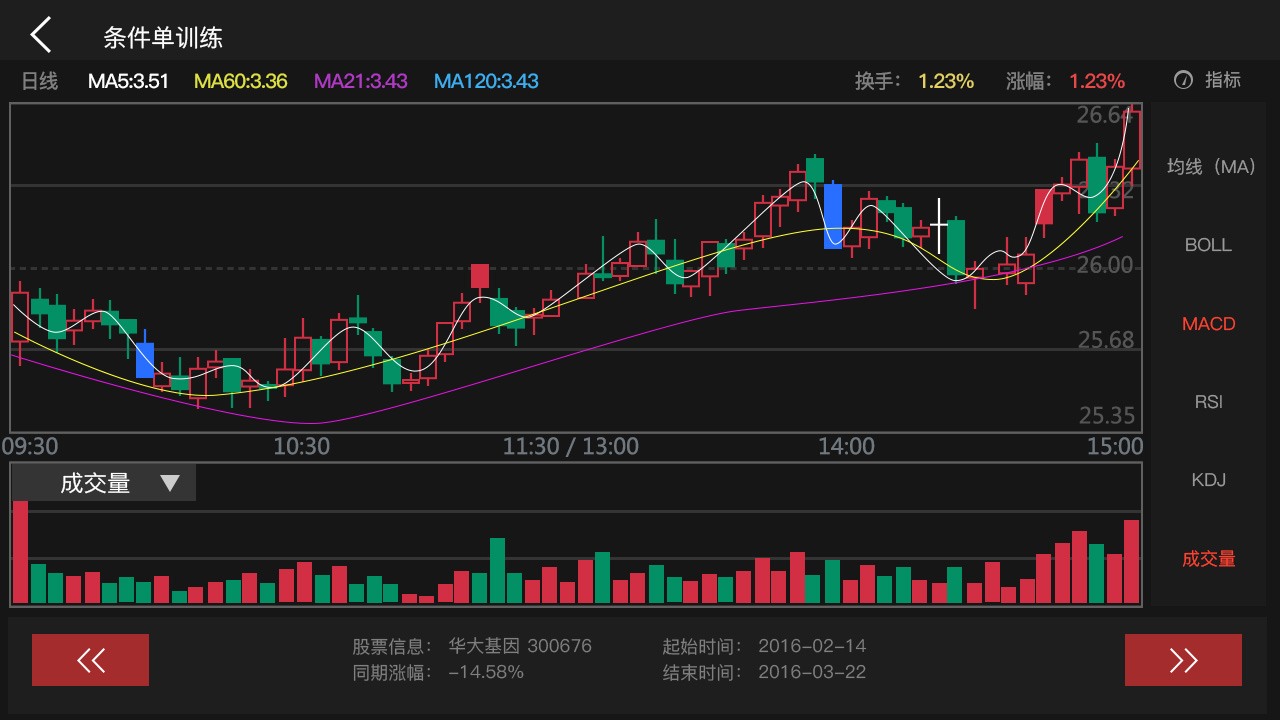 条件单训练
日线 MA5:3.51 MA60:3.36 MA21:3.43 MA120:3.43 换手: 1.23% 涨幅: 1.23% 指标
26.64
26.32
26.00
25.68
25.35
09:30 10:30 11:30 / 13:00 14:00 15:00
均线（MA）
BOLL
MACD
RSI
KDJ
成交量
成交量
股票信息: 华大基因 300676 起始时间: 2016-02-14
同期涨幅: -14.58% 结束时间: 2016-03-22